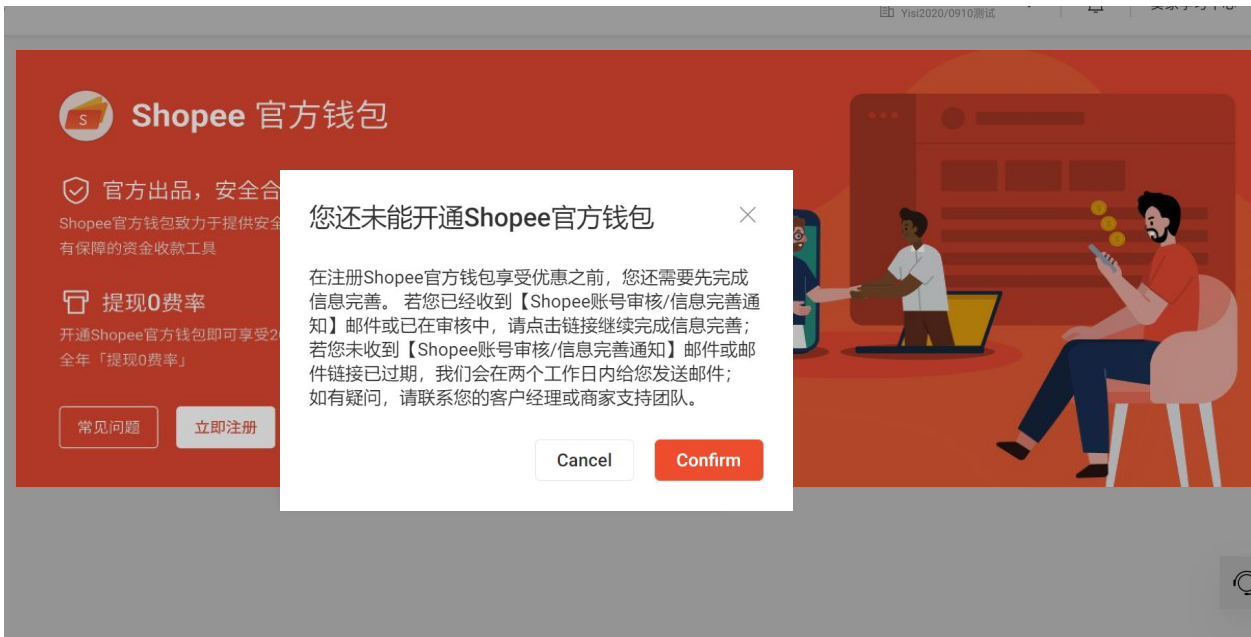 Yisi2020/0910测试
Shopee 官方钱包
官方出品，安全合
Shopee官方钱包致力于提供安全
有保障的资金收款工具
提现0费率
开通Shopee官方钱包即可享受2
全年「提现0费率」
常见问题
立即注册
您还未能开通Shopee官方钱包
在注册Shopee官方钱包享受优惠之前，您还需要先完成
信息完善。 若您已经收到【Shopee账号审核/信息完善通
知】邮件或已在审核中，请点击链接继续完成信息完善；
若您未收到【Shopee账号审核/信息完善通知】邮件或邮
件链接已过期，我们会在两个工作日内给您发送邮件；
如有疑问，请联系您的客户经理或商家支持团队。
Cancel
Confirm